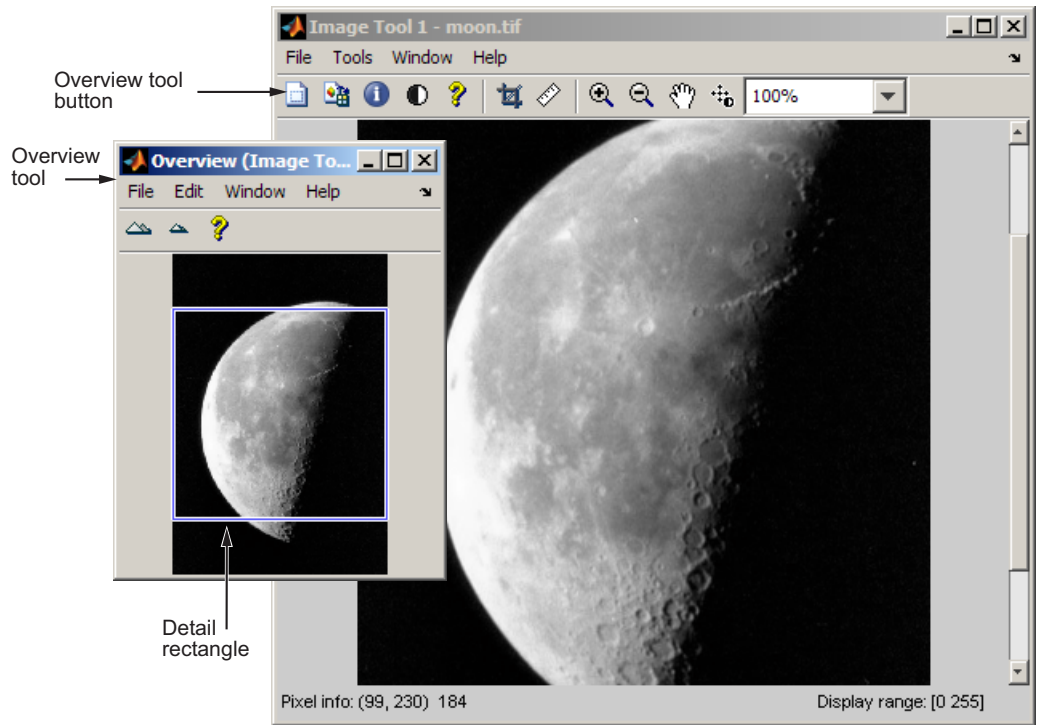 Image Tool 1 - moon.tif
File Tools Window Help
Overview tool
button
100%
Overview
tool
Overview (Image To...
File Edit Window Help
Detail
rectangle
Pixel info: (99, 230) 184
Display range: [0 255]